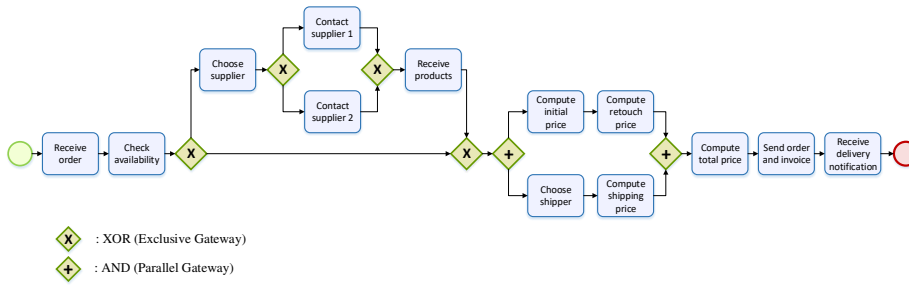 Contact
supplier 1
Choose
supplier
X
X
Receive
products
Contact
supplier 2
Compute
initial
price
Compute
retouch
price
Receive
order
Check
availability
X
X
+
+
Compute
total price
Send order
and invoice
Receive
delivery
notification
Choose
shipper
Compute
shipping
price
X : XOR (Exclusive Gateway)
+ : AND (Parallel Gateway)